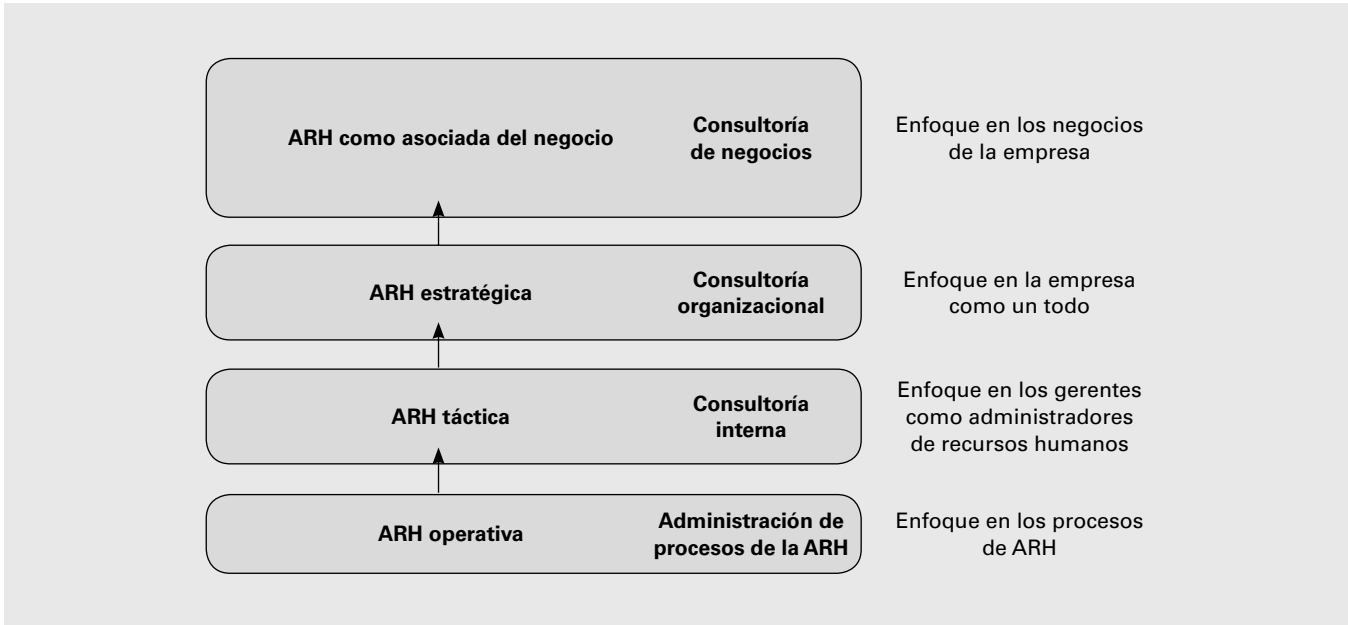 ARH como asociada del negocio
Consultoría
de negocios
Enfoque en los negocios
de la empresa
ARH estratégica
Consultoría
organizacional
Enfoque en la empresa
como un todo
ARH táctica
Consultoría
interna
Enfoque en los gerentes
como administradores
de recursos humanos
ARH operativa
Administración de
procesos de la ARH
Enfoque en los procesos
de ARH